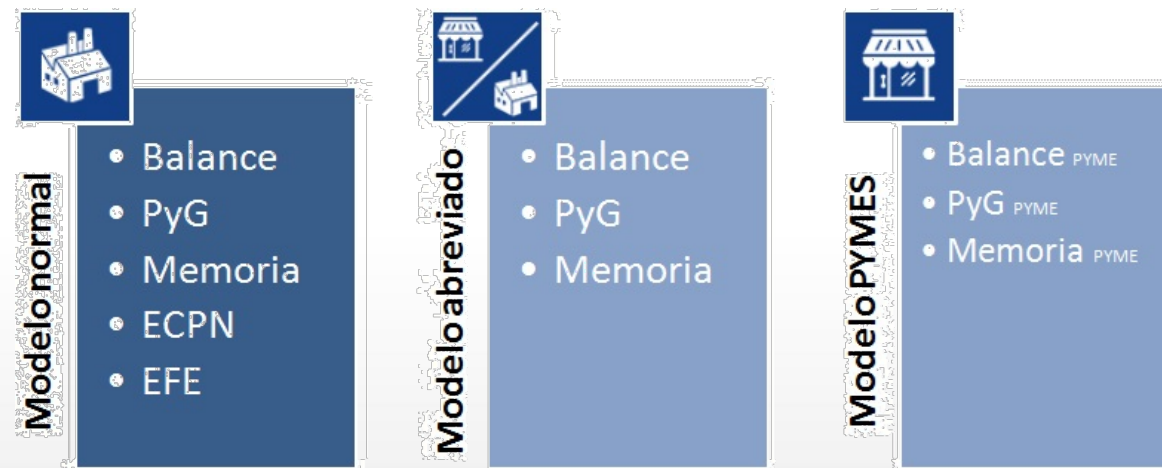 Modelo normal
• Balance
• PyG
• Memoria
• ECPN
• EFE
Modelo abreviado
• Balance
• PyG
• Memoria
Modelo PYMES
• Balance PYME
• PyG PYME
• Memoria PYME